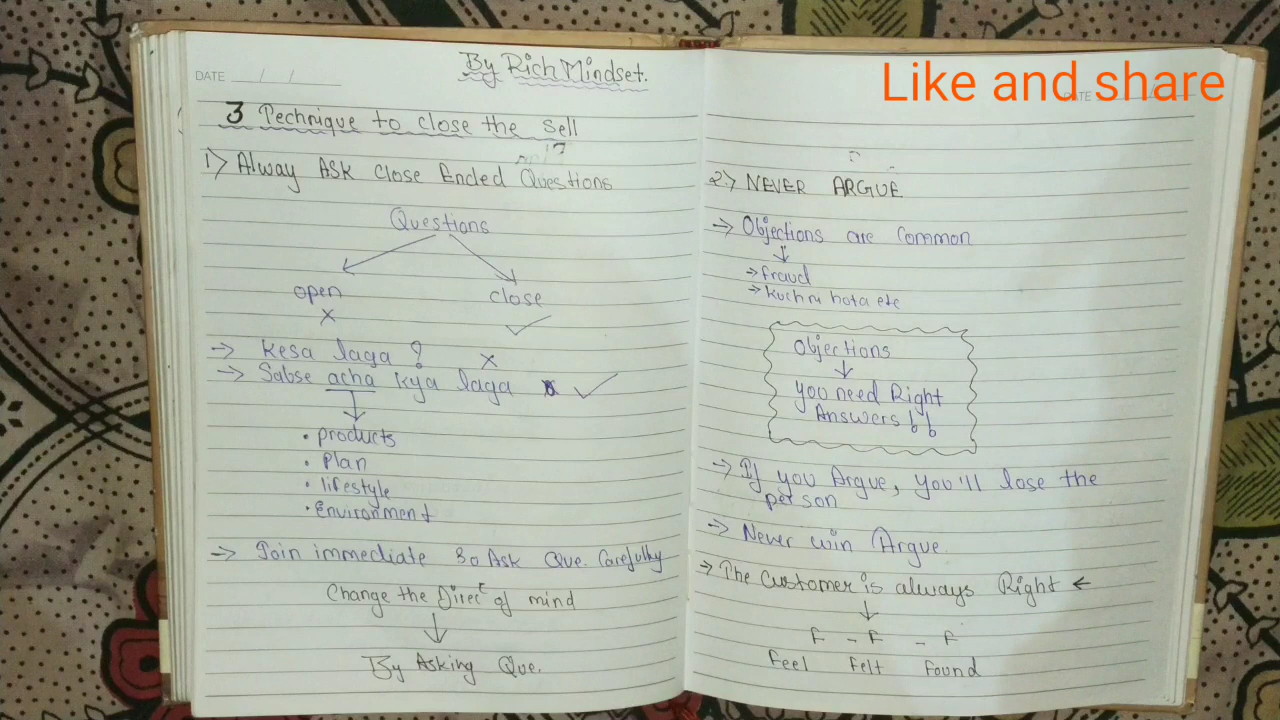 By Rich Mindset.
DATE
3 Technique to close the sell
1) Alway ASK Close Ended Questions
Questions
open close
→ Kesa laga ?
→ Sabse acha kya laga
• products
• Plan
• lifestyle
• Environment
→ Join immediate So Ask Que. Carefully
Change the Direcᵗ of mind
By Asking Que.
Like and share
DATE
2) NEVER ARGUE
→ Objections are Common
→ fraud
→ Kuch ni hota etc
Objections
you need Right
Answers!!
→ If you Argue, you'll lose the
person
→ Never win Argue.
→ The Customer is always Right ←
F - F - F
Feel Felt Found